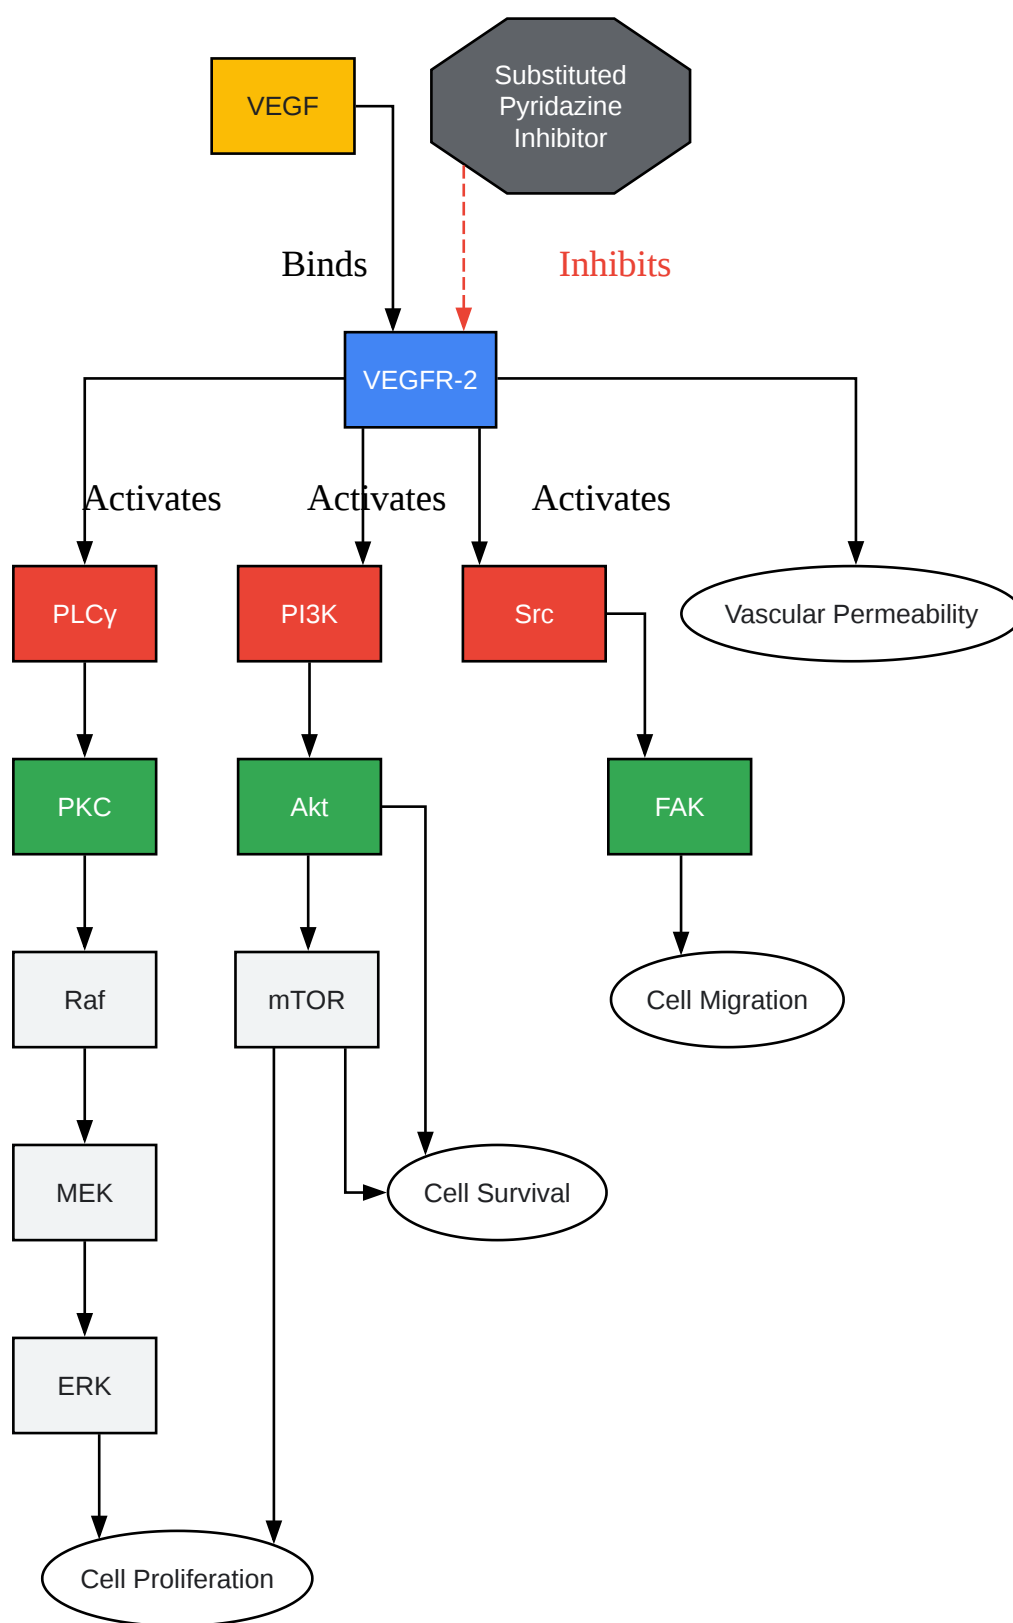 VEGF
Substituted
Pyridazine
Inhibitor
Binds
Inhibits
VEGFR-2
Activates
Activates
Activates
PLCγ
PI3K
Src
Vascular Permeability
PKC
Akt
FAK
Raf
mTOR
Cell Migration
MEK
Cell Survival
ERK
Cell Proliferation